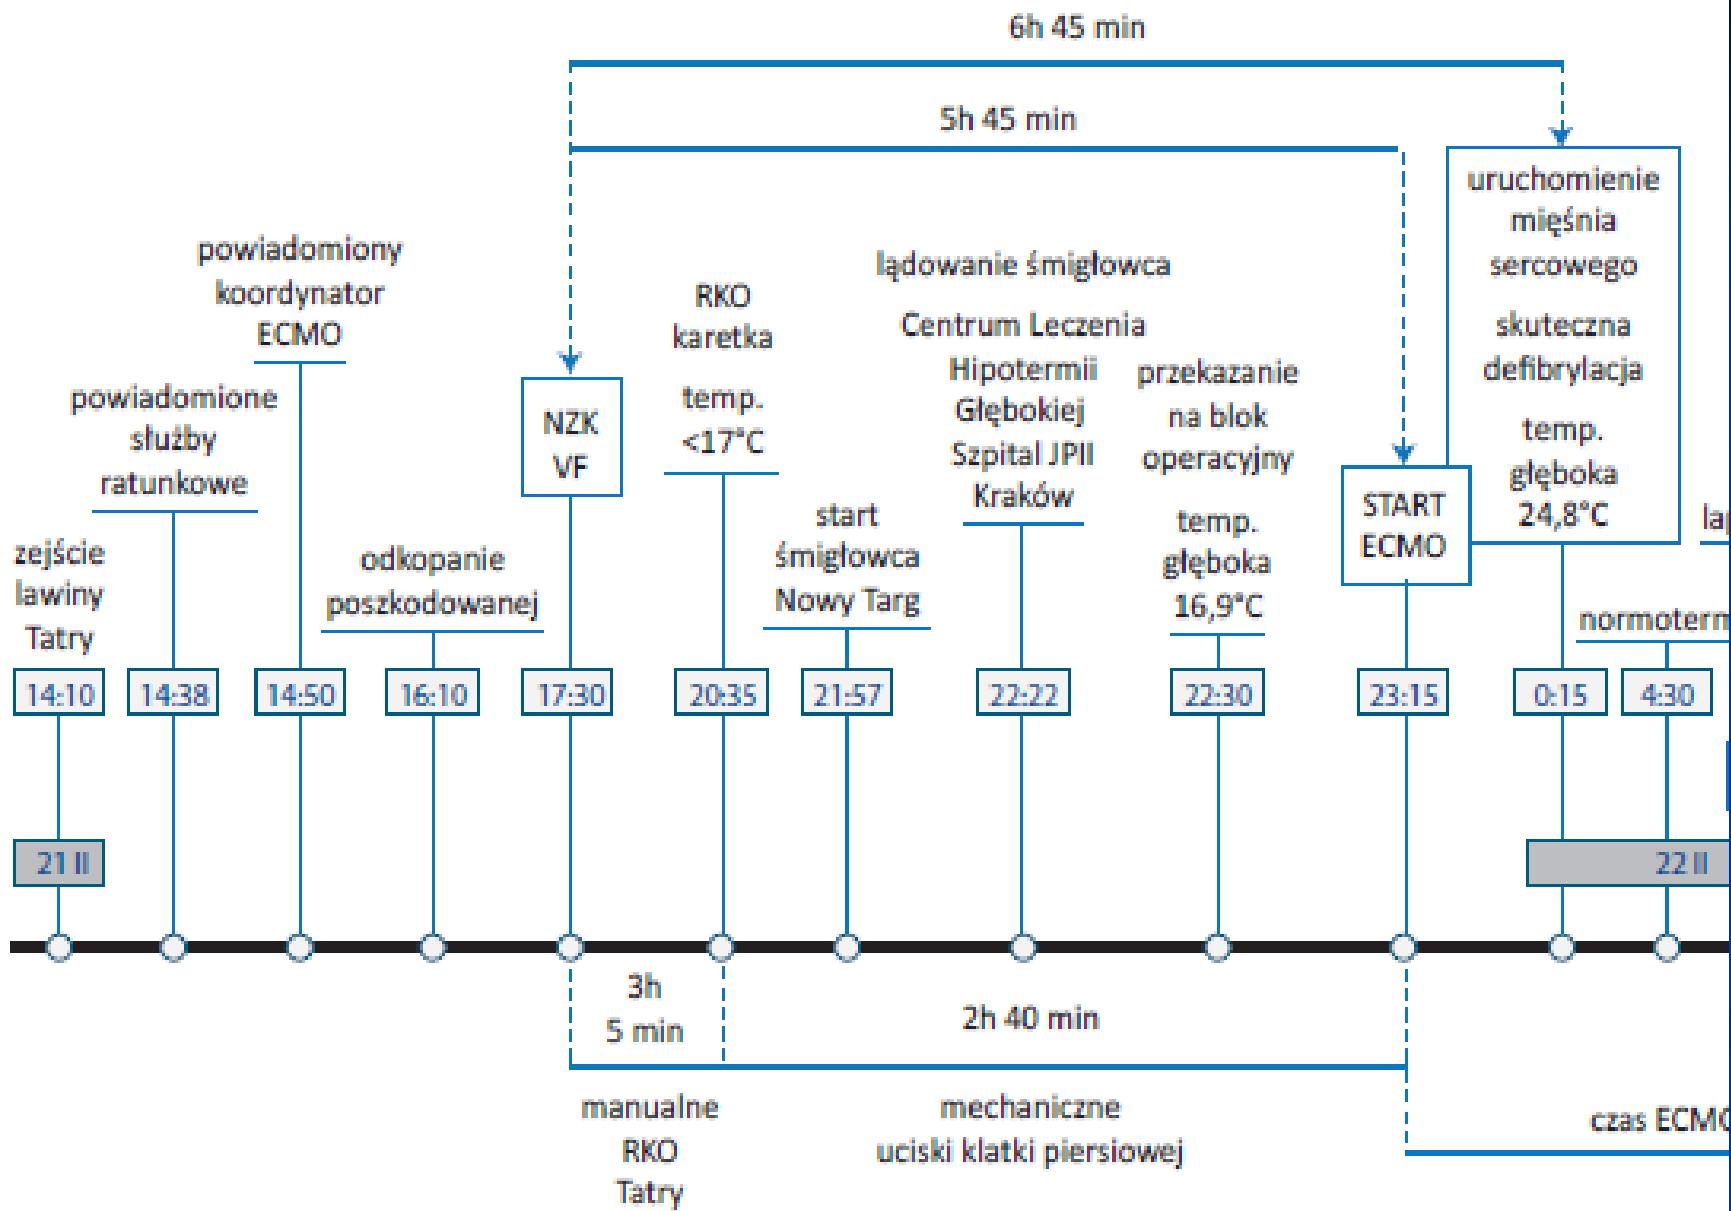 6h 45 min
5h 45 min
zejście
lawiny
Tatry
14:10
powiadomione
służby
ratunkowe
14:38
powiadomiony
koordynator
ECMO
14:50
odkopanie
poszkodowanej
16:10
NZK
VF
17:30
RKO
karetka
temp.
<17°C
20:35
start
śmigłowca
Nowy Targ
21:57
lądowanie śmigłowca
Centrum Leczenia
Hipotermii
Głębokiej
Szpital JPII
Kraków
22:22
przekazanie
na blok
operacyjny
temp.
głęboka
16,9°C
22:30
START
ECMO
23:15
uruchomienie
mięśnia
sercowego
skuteczna
defibrylacja
temp.
głęboka
24,8°C
0:15
normoterm
4:30
21 II
22 II
3h
5 min
2h 40 min
manualne
RKO
Tatry
mechaniczne
uciski klatki piersiowej
czas ECMO